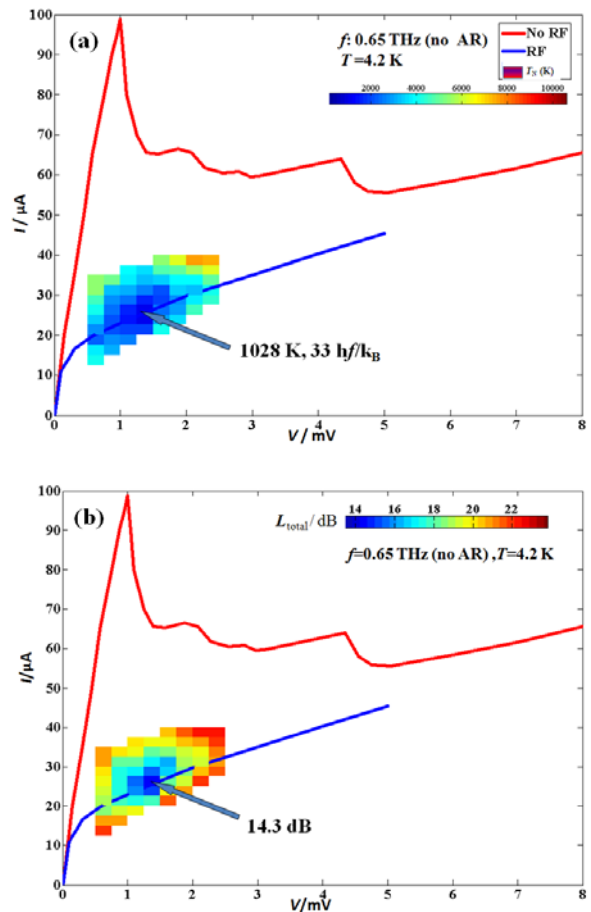 (a)
f: 0.65 THz (no AR)
T =4.2 K
No RF
RF
T_N (K)
2000 4000 6000 8000 10000
100
90
80
70
60
50
40
30
20
10
0
I / μA
1028 K, 33 hf/k_B
0 1 2 3 4 5 6 7 8
V / mV
(b)
L_total / dB
14 16 18 20 22
f=0.65 THz (no AR) ,T=4.2 K
100
90
80
70
60
50
40
30
20
10
0
I/μA
14.3 dB
0 1 2 3 4 5 6 7 8
V/mV